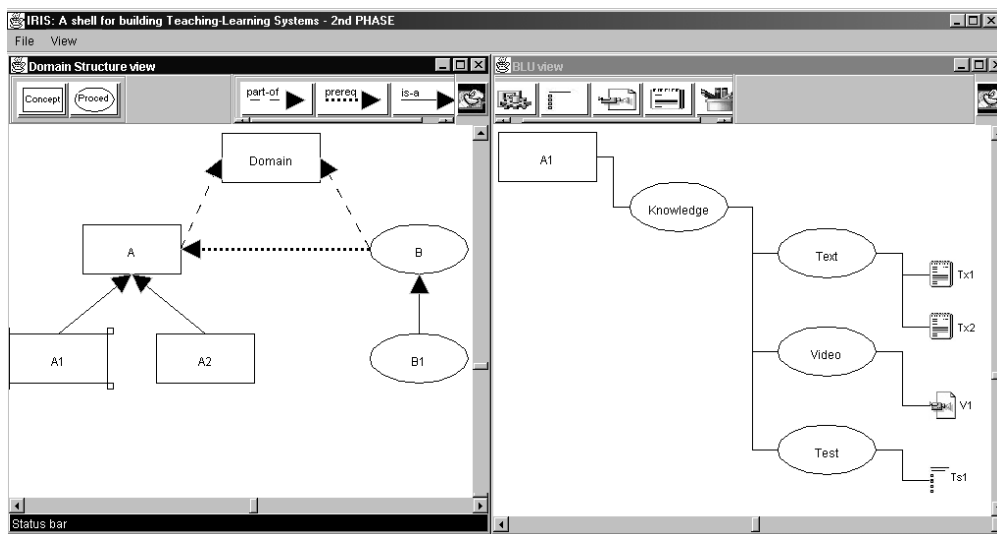 IRIS: A shell for building Teaching-Learning Systems - 2nd PHASE
File View
Domain Structure view
Concept
Proced
part-of
prereq
is-a
Domain
A
B
A1
A2
B1
Status bar
BLU view
A1
Knowledge
Text
Tx1
Tx2
Video
V1
Test
Ts1